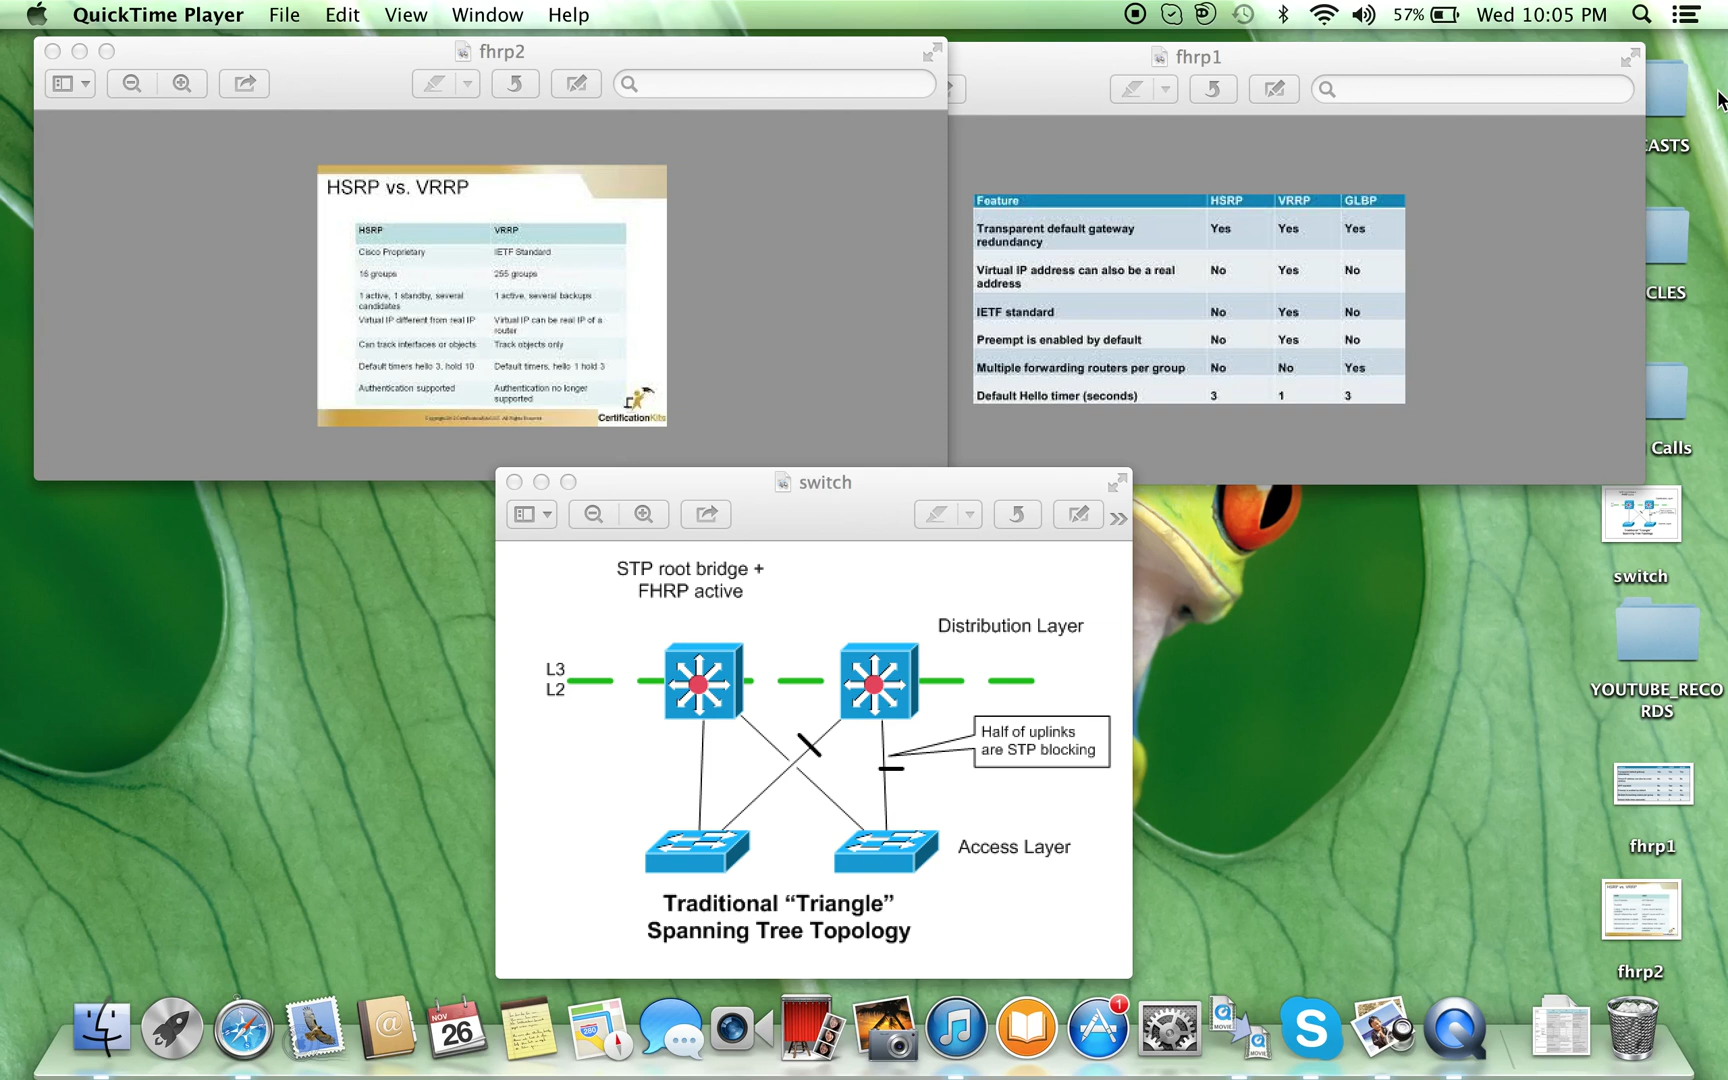 QuickTime Player File Edit View Window Help 57% Wed 10:05 PM
fhrp2
HSRP vs. VRRP
HSRP VRRP
Cisco Proprietary IETF Standard
16 groups 255 groups
1 active, 1 standby, several candidates 1 active, several backups
Virtual IP different from real IP Virtual IP can be real IP of a router
Can track interfaces or objects Track objects only
Default timers hello 3, hold 10 Default timers, hello 1 hold 3
Authentication supported Authentication no longer supported
CertificationKits
fhrp1
Feature HSRP VRRP GLBP
Transparent default gateway redundancy Yes Yes Yes
Virtual IP address can also be a real address No Yes No
IETF standard No Yes No
Preempt is enabled by default No Yes No
Multiple forwarding routers per group No No Yes
Default Hello timer (seconds) 3 1 3
switch
STP root bridge +
FHRP active
Distribution Layer
L3
L2
Half of uplinks
are STP blocking
Access Layer
Traditional “Triangle”
Spanning Tree Topology
CASTS
CLES
Calls
switch
YOUTUBE_RECO
RDS
fhrp1
fhrp2
NOV
26
280
1
MOVIE
MOVIE